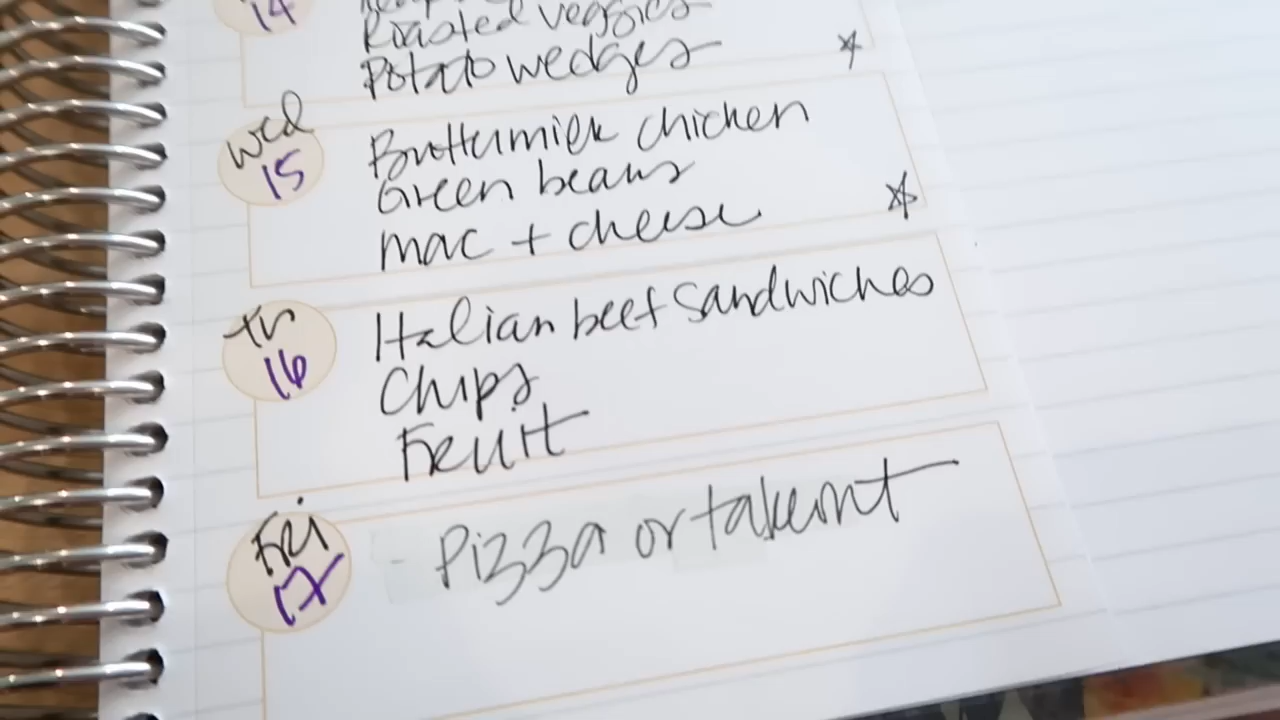 14
Roasted veggies
Potato wedges
Wed
15
Buttermilk chicken
Green beans
mac + cheese
th
16
Italian beef sandwiches
Chips
Fruit
Fri
17
- Pizza or takeout